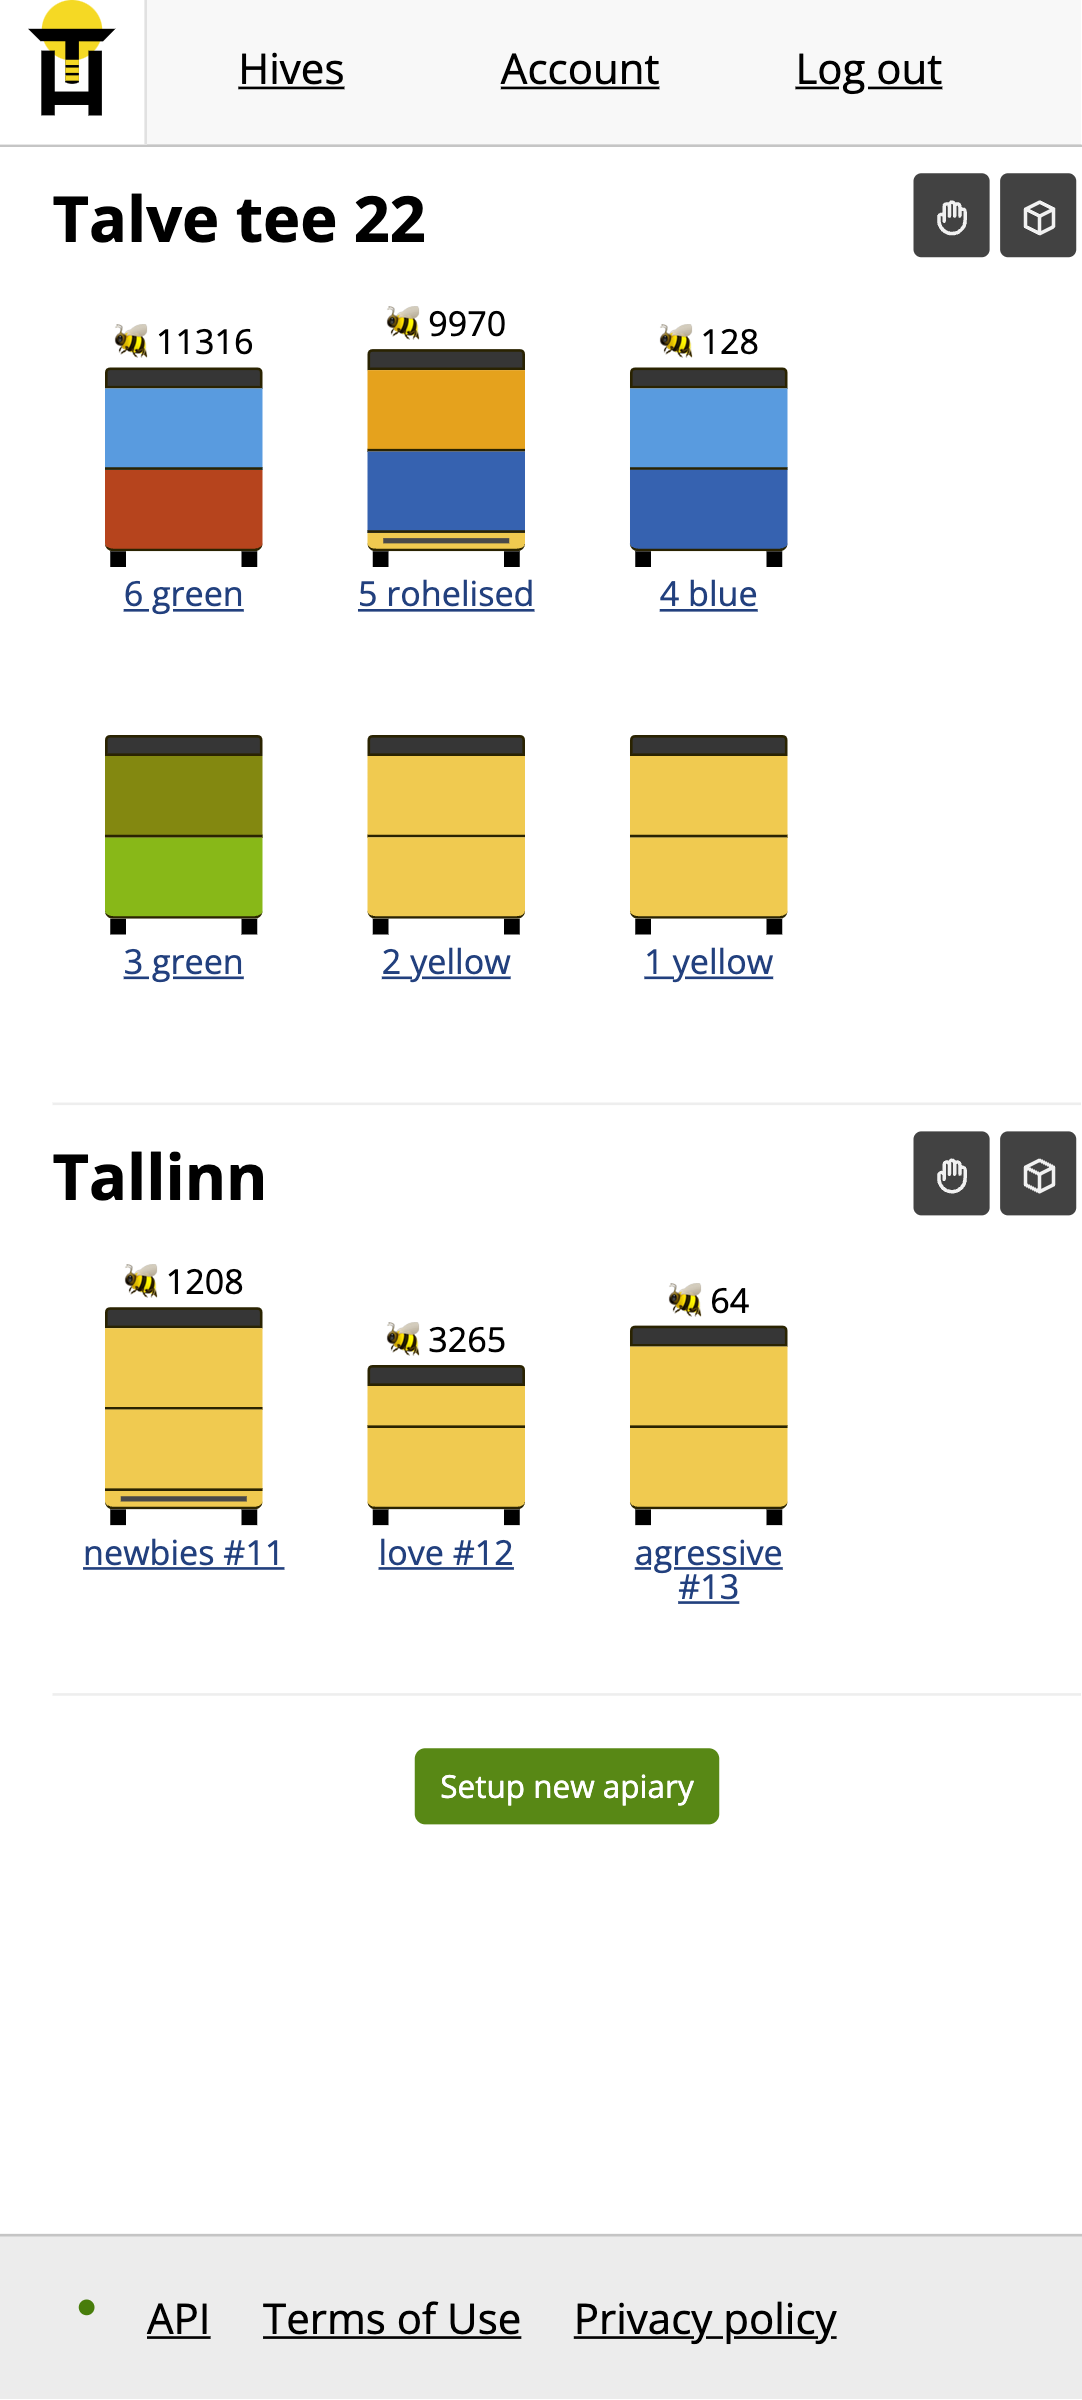 Hives Account Log out
Talve tee 22
11316 9970 128
6 green 5 rohelised 4 blue
3 green 2 yellow 1 yellow
Tallinn
1208 3265 64
newbies #11 love #12 agressive
#13
Setup new apiary
API Terms of Use Privacy policy